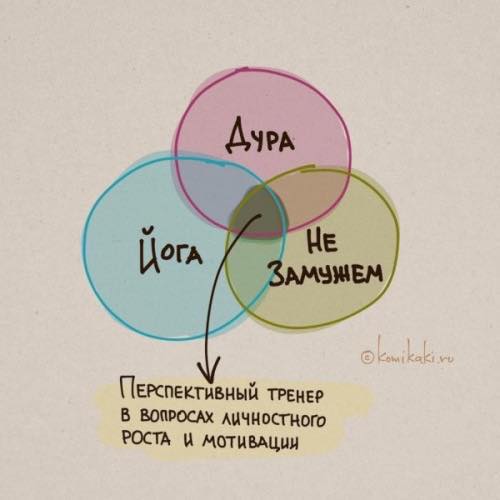 Дура
Йога
Не
Замужем
©komikaki.ru
Перспективный тренер
в вопросах личностного
роста и мотивации